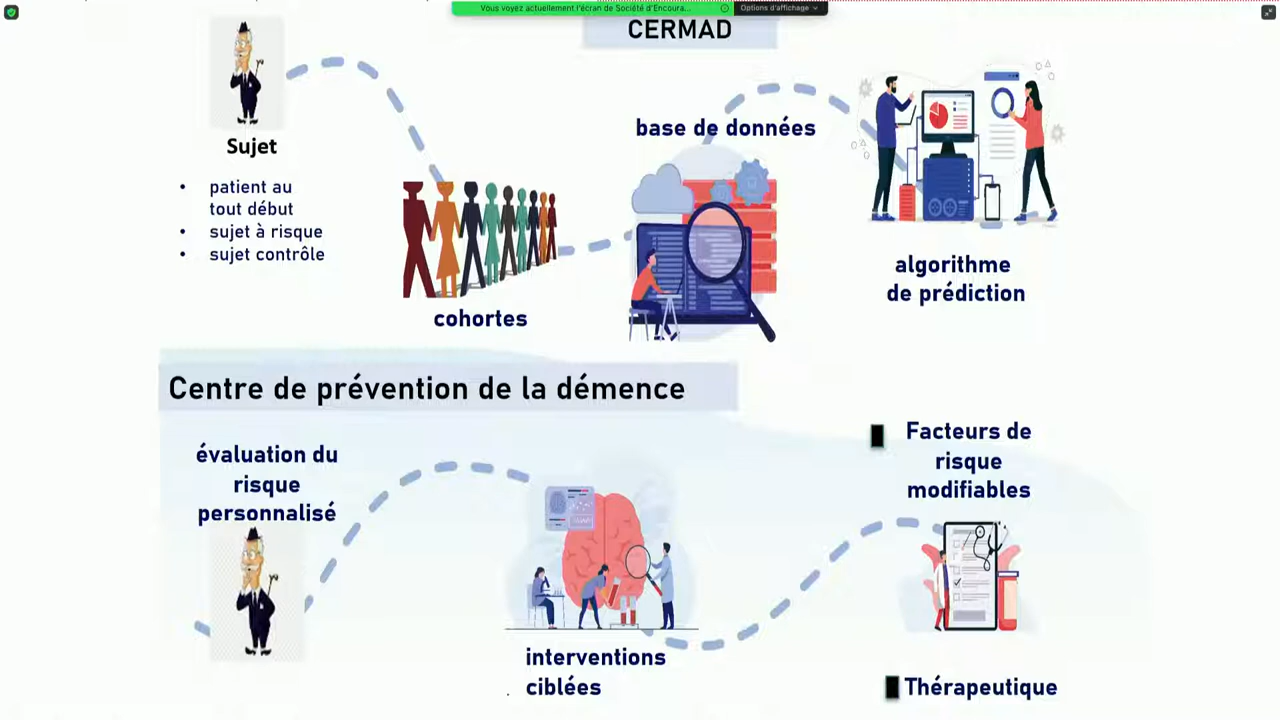 Vous voyez actuellement l'écran de Société d'Encoura...
Options d'affichage
CERMAD
Sujet
• patient au
tout début
• sujet à risque
• sujet contrôle
cohortes
base de données
algorithme
de prédiction
Centre de prévention de la démence
évaluation du
risque
personnalisé
interventions
ciblées
Facteurs de
risque
modifiables
Thérapeutique